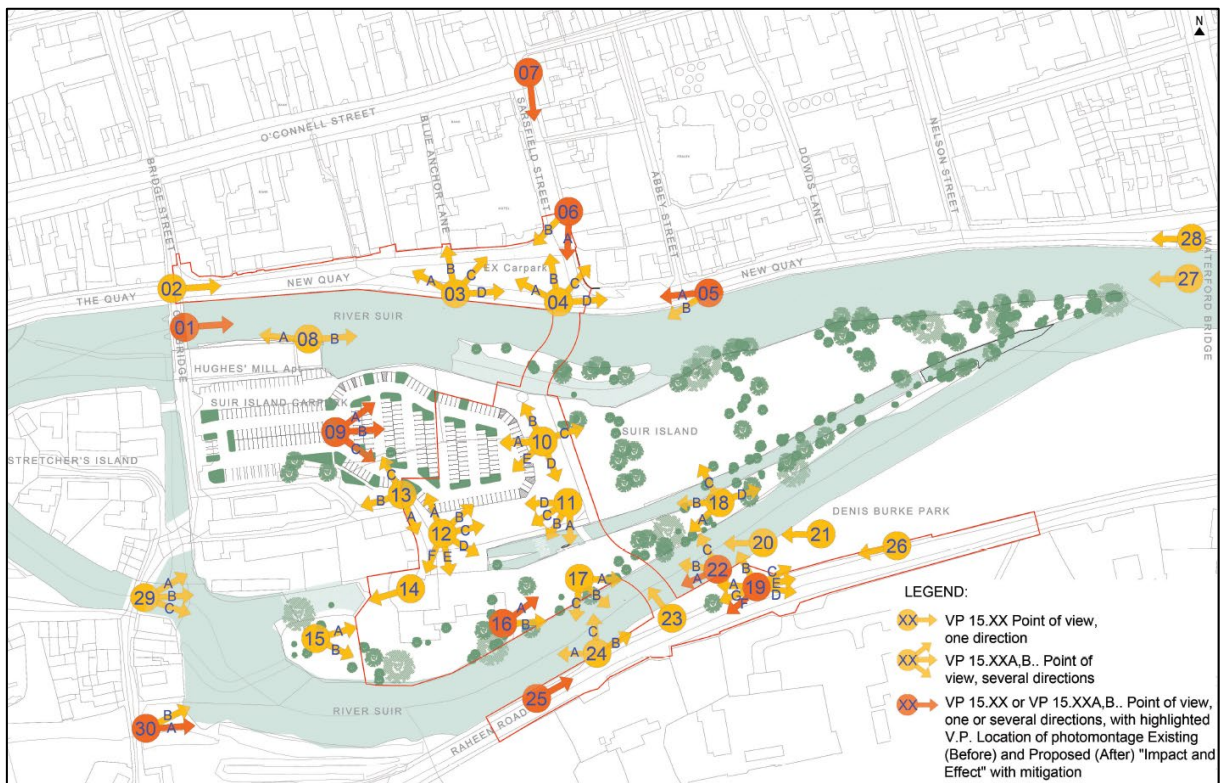 N
07
O'CONNELL STREET
SARSFIELD STREET
BLUE ANCHOR LANE
BRIDGE STREET
ABBEY STREET
DOWDS LANE
NELSON STREET
06
B
A
28
WATERFORD BRIDGE
27
EX Carpark
A
B
C
D
03
A
B
C
D
04
02
NEW QUAY
THE QUAY
A
B
05
NEW QUAY
01
RIVER SUIR
A
08
B
HUGHES' MILL Apt
SUIR ISLAND CARPARK
09
A
B
C
A
B
C
D
E
10
SUIR ISLAND
STRETCHER'S ISLAND
13
A
B
C
11
A
B
C
D
12
A
B
C
D
E
F
18
A
B
C
D
DENIS BURKE PARK
20
21
26
22
A
B
C
19
A
B
C
E
D
F
G
29
A
B
C
14
17
A
B
C
23
15
A
B
16
A
B
24
A
B
C
25
RIVER SUIR
RAHEEN ROAD
30
B
A
LEGEND:
XX VP 15.XX Point of view,
one direction
XX VP 15.XXA,B.. Point of
view, several directions
XX VP 15.XX or VP 15.XXA,B.. Point of view,
one or several directions, with highlighted
V.P. Location of photomontage Existing
(Before) and Proposed (After) "Impact and
Effect" with mitigation